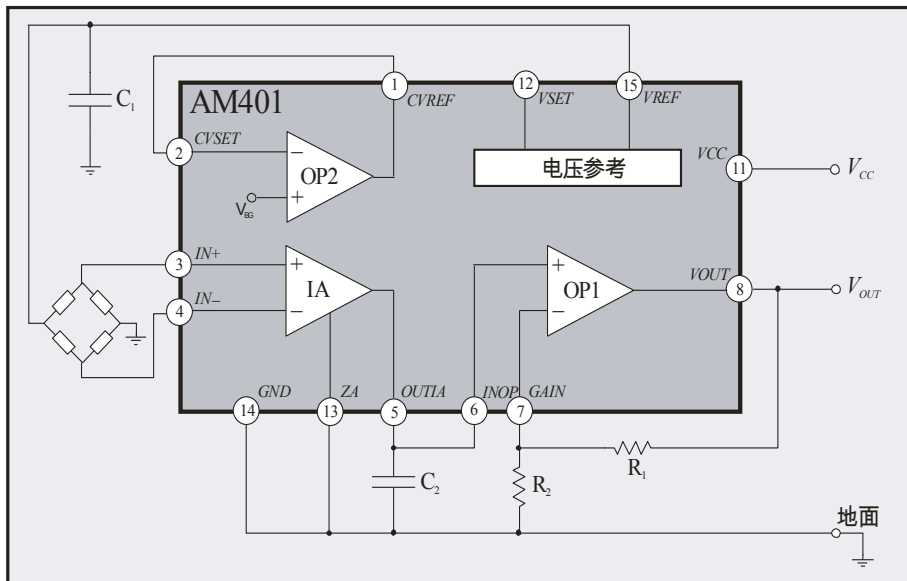 AM401
C1
1
CVREF
12
VSET
15
VREF
2
CVSET
OP2
VBG
电压参考
VCC
11
VCC
3
IN+
4
IN−
IA
OP1
VOUT
8
VOUT
14
GND
13
ZA
5
OUTIA
6
INOP
7
GAIN
C2
R2
R1
地面